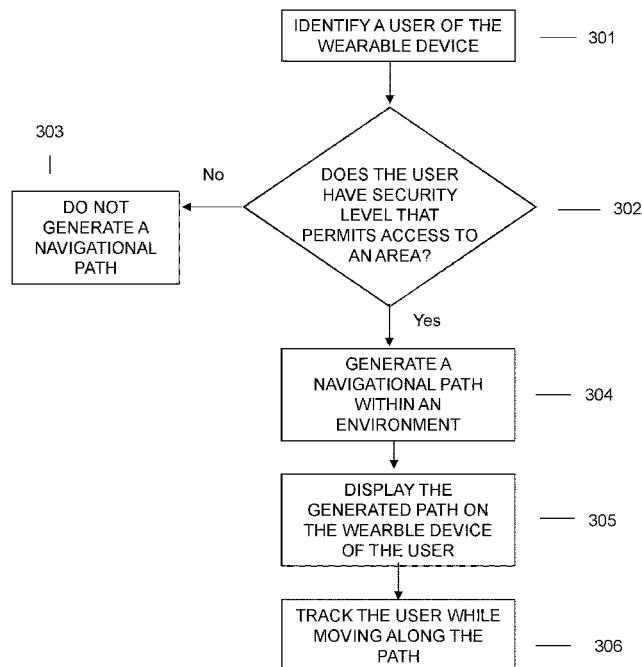 IDENTIFY A USER OF THE
WEARABLE DEVICE
301
303
No
DOES THE USER
HAVE SECURITY
LEVEL THAT
PERMITS ACCESS TO
AN AREA?
302
DO NOT
GENERATE A
NAVIGATIONAL
PATH
Yes
GENERATE A
NAVIGATIONAL PATH
WITHIN AN
ENVIRONMENT
304
DISPLAY THE
GENERATED PATH ON
THE WEARBLE DEVICE
OF THE USER
305
TRACK THE USER WHILE
MOVING ALONG THE
PATH
306